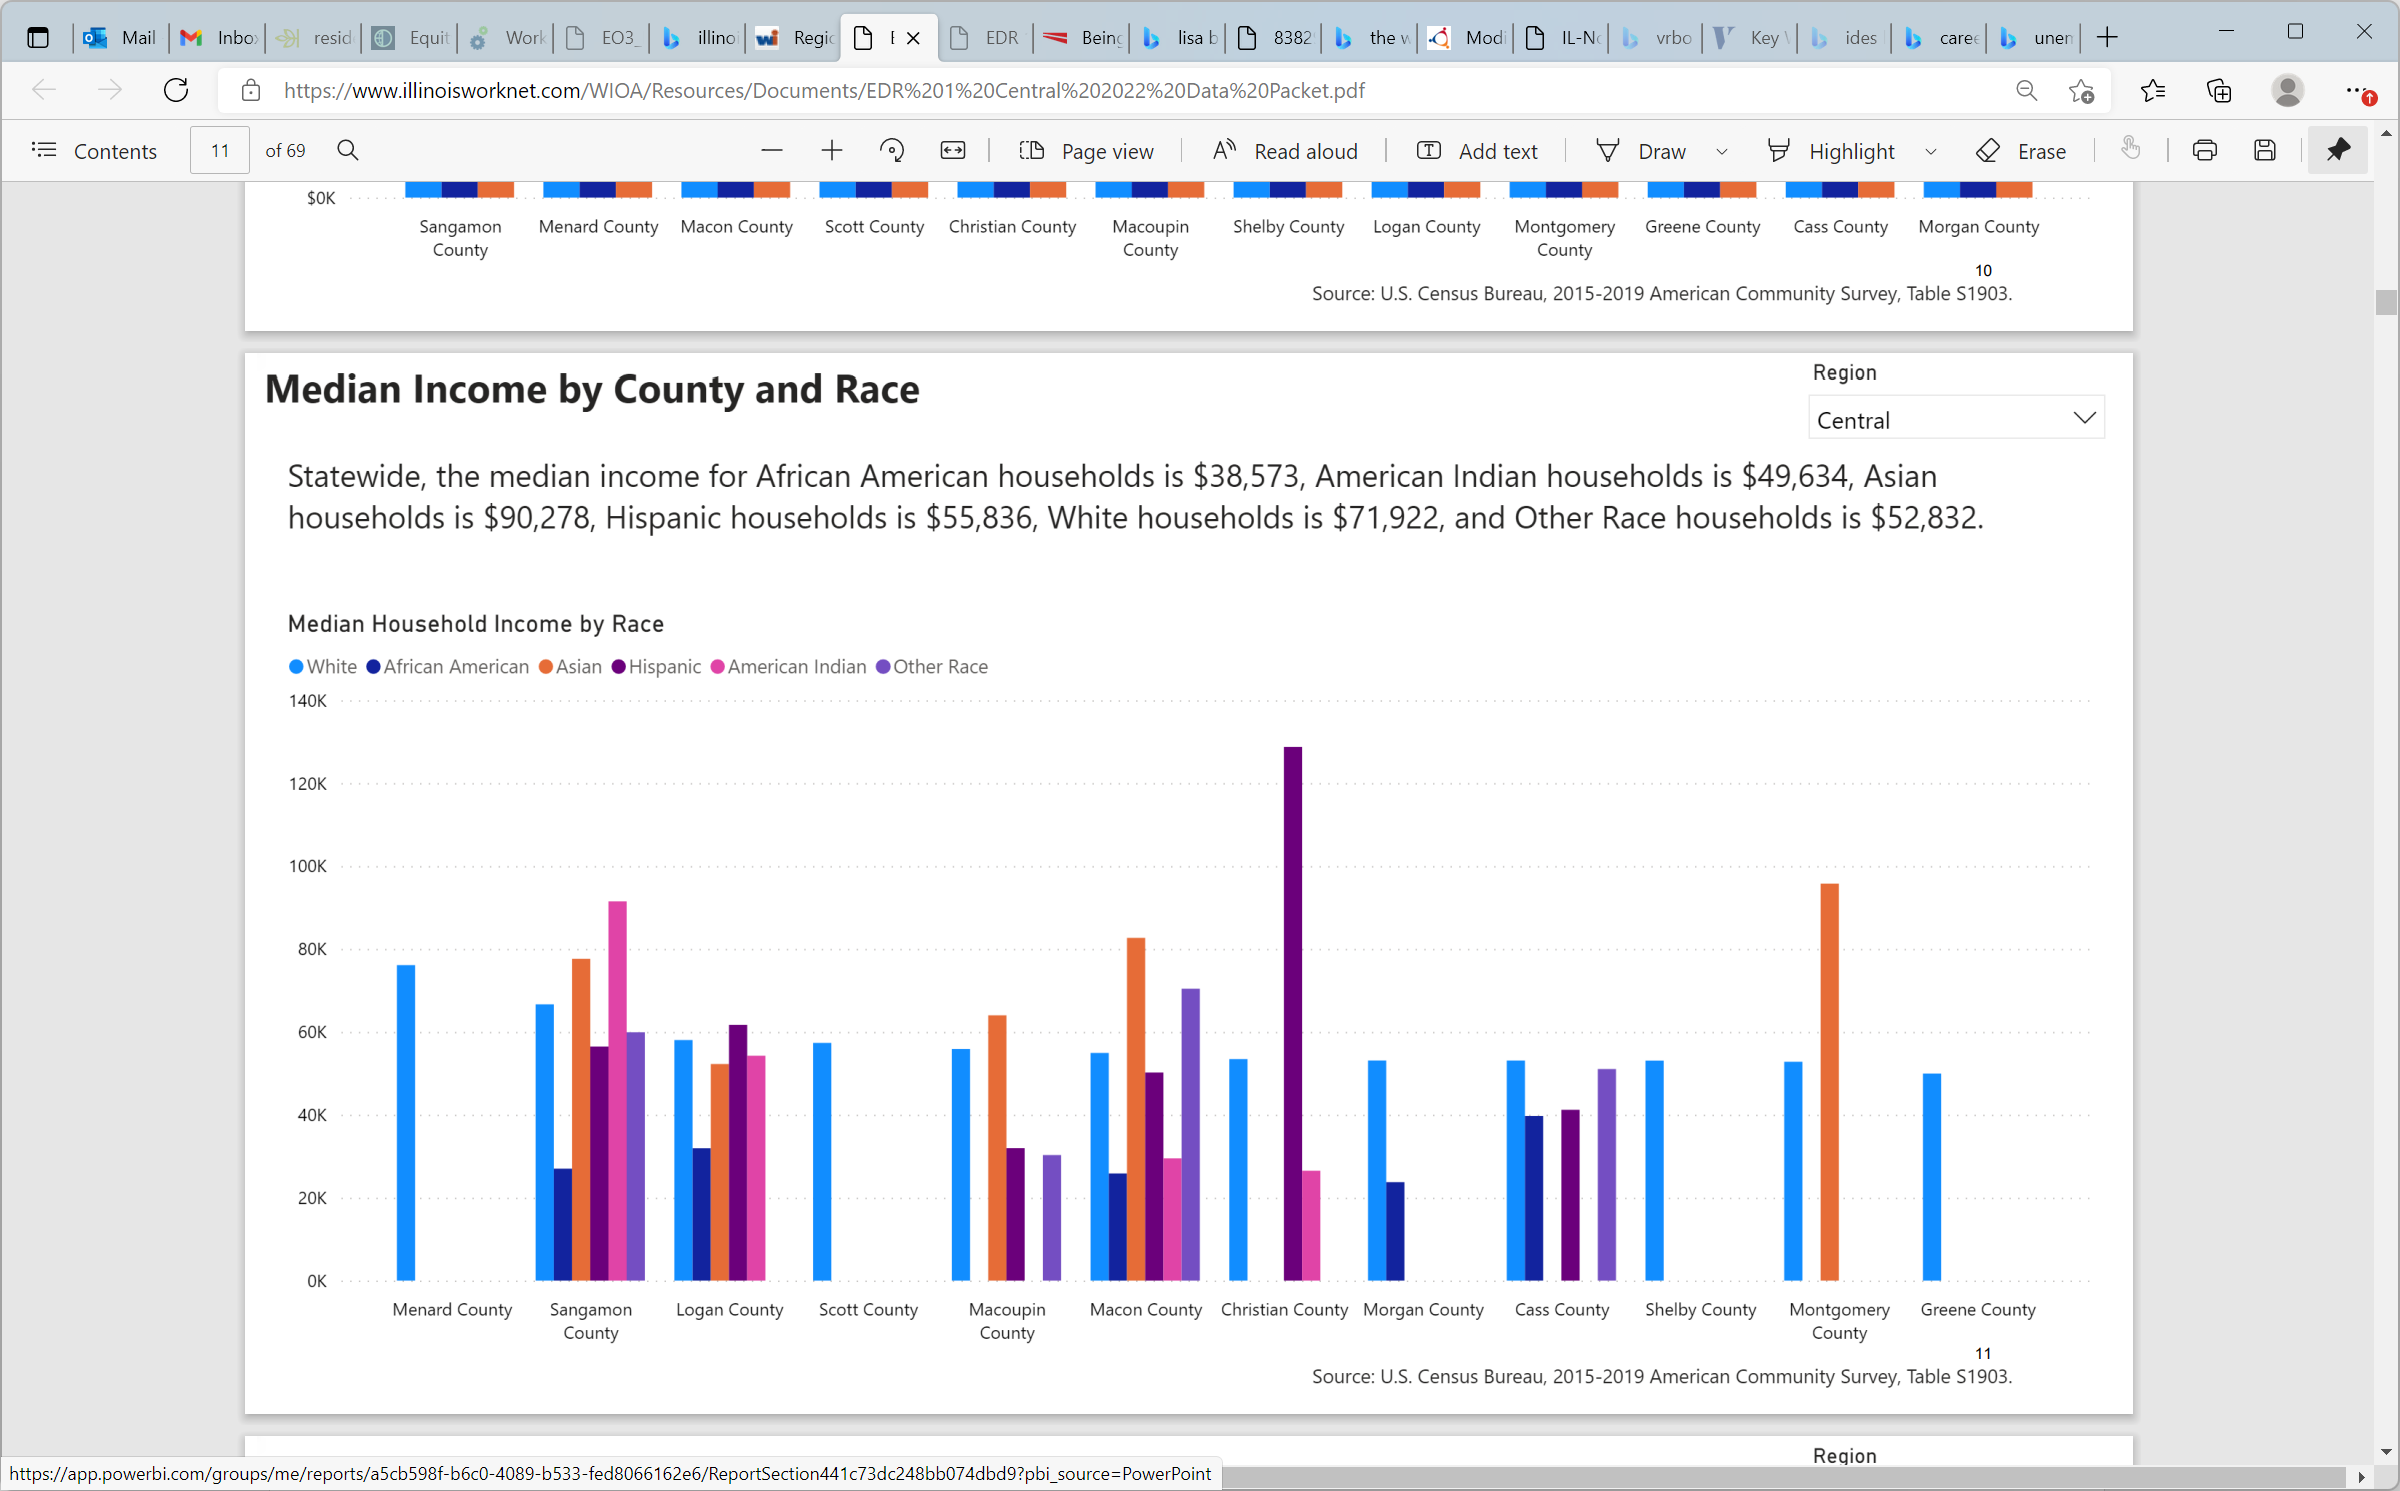 Mail Inbo resid Equit Work EO3_ illinoi wi Regio E EDR Being lisa b 8382 the w Modi IL-No vrbo Key ides caree unem
https://www.illinoisworknet.com/WIOA/Resources/Documents/EDR%201%20Central%202022%20Data%20Packet.pdf
Contents 11 of 69 Page view Read aloud Add text Draw Highlight Erase
$0K
Sangamon County Menard County Macon County Scott County Christian County Macoupin County Shelby County Logan County Montgomery County Greene County Cass County Morgan County
10
Source: U.S. Census Bureau, 2015-2019 American Community Survey, Table S1903.
Median Income by County and Race
Region
Central
Statewide, the median income for African American households is $38,573, American Indian households is $49,634, Asian
households is $90,278, Hispanic households is $55,836, White households is $71,922, and Other Race households is $52,832.
Median Household Income by Race
White African American Asian Hispanic American Indian Other Race
140K
120K
100K
80K
60K
40K
20K
0K
Menard County Sangamon County Logan County Scott County Macoupin County Macon County Christian County Morgan County Cass County Shelby County Montgomery County Greene County
11
Source: U.S. Census Bureau, 2015-2019 American Community Survey, Table S1903.
Region
https://app.powerbi.com/groups/me/reports/a5cb598f-b6c0-4089-b533-fed8066162e6/ReportSection441c73dc248bb074dbd9?pbi_source=PowerPoint